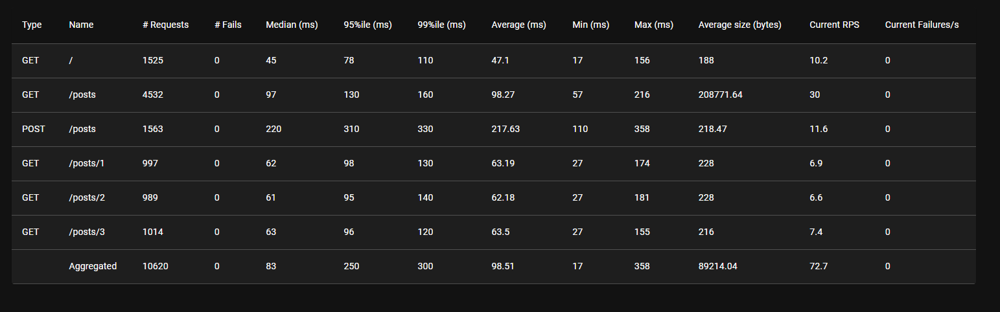 Type Name # Requests # Fails Median (ms) 95%ile (ms) 99%ile (ms) Average (ms) Min (ms) Max (ms) Average size (bytes) Current RPS Current Failures/s
GET / 1525 0 45 78 110 47.1 17 156 188 10.2 0
GET /posts 4532 0 97 130 160 98.27 57 216 208771.64 30 0
POST /posts 1563 0 220 310 330 217.63 110 358 218.47 11.6 0
GET /posts/1 997 0 62 98 130 63.19 27 174 228 6.9 0
GET /posts/2 989 0 61 95 140 62.18 27 181 228 6.6 0
GET /posts/3 1014 0 63 96 120 63.5 27 155 216 7.4 0
Aggregated 10620 0 83 250 300 98.51 17 358 89214.04 72.7 0